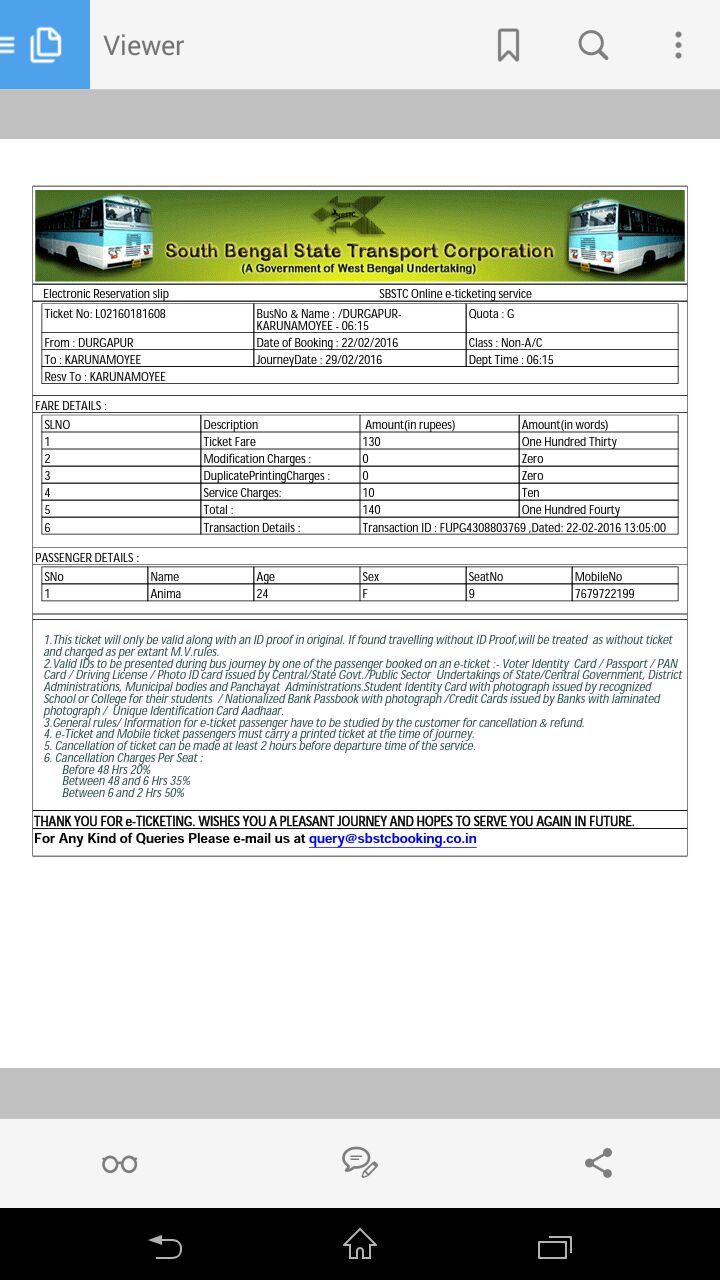 Viewer
SBSTC
South Bengal State Transport Corporation
(A Government of West Bengal Undertaking)
Electronic Reservation slip SBSTC Online e-ticketing service
Ticket No: L02160181608 BusNo & Name : /DURGAPUR- Quota : G
KARUNAMOYEE - 06:15
From : DURGAPUR Date of Booking : 22/02/2016 Class : Non-A/C
To : KARUNAMOYEE JourneyDate : 29/02/2016 Dept Time : 06:15
Resv To : KARUNAMOYEE
FARE DETAILS :
SLNO Description Amount(in rupees) Amount(in words)
1 Ticket Fare 130 One Hundred Thirty
2 Modification Charges : 0 Zero
3 DuplicatePrintingCharges : 0 Zero
4 Service Charges: 10 Ten
5 Total : 140 One Hundred Fourty
6 Transaction Details : Transaction ID : FUPG4308803769 ,Dated: 22-02-2016 13:05:00
PASSENGER DETAILS :
SNo Name Age Sex SeatNo MobileNo
1 Anima 24 F 9 7679722199
1.This ticket will only be valid along with an ID proof in original. If found travelling without ID Proof,will be treated as without ticket
and charged as per extant M.V.rules.
2.Valid IDs to be presented during bus journey by one of the passenger booked on an e-ticket :- Voter Identity Card / Passport / PAN
Card / Driving License / Photo ID card issued by Central/State Govt./Public Sector Undertakings of State/Central Government, District
Administrations, Municipal bodies and Panchayat Administrations.Student Identity Card with photograph issued by recognized
School or College for their students / Nationalized Bank Passbook with photograph /Credit Cards issued by Banks with laminated
photograph / Unique Identification Card Aadhaar.
3.General rules/ Information for e-ticket passenger have to be studied by the customer for cancellation & refund.
4. e-Ticket and Mobile ticket passengers must carry a printed ticket at the time of journey.
5. Cancellation of ticket can be made at least 2 hours before departure time of the service.
6. Cancellation Charges Per Seat :
Before 48 Hrs 20%
Between 48 and 6 Hrs 35%
Between 6 and 2 Hrs 50%
THANK YOU FOR e-TICKETING. WISHES YOU A PLEASANT JOURNEY AND HOPES TO SERVE YOU AGAIN IN FUTURE.
For Any Kind of Queries Please e-mail us at query@sbstcbooking.co.in